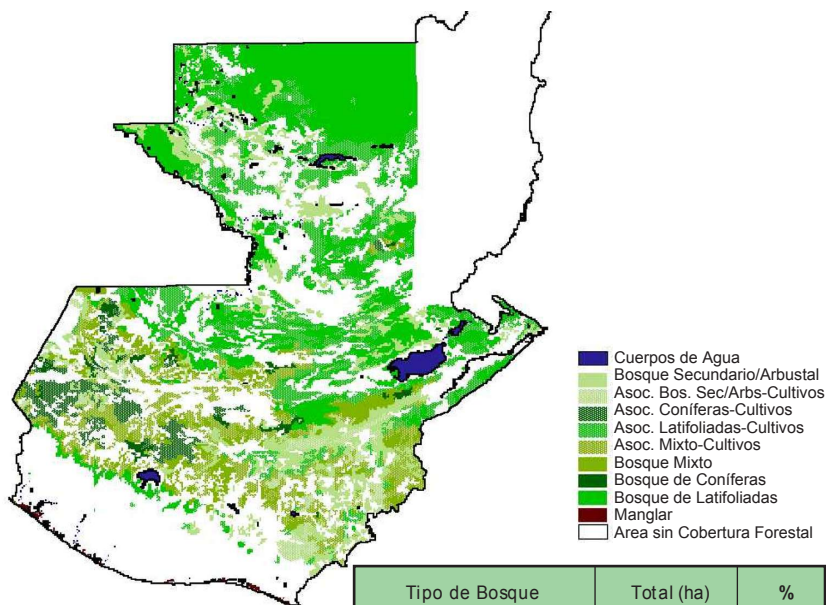 Cuerpos de Agua
Bosque Secundario/Arbustal
Asoc. Bos. Sec/Arbs-Cultivos
Asoc. Coníferas-Cultivos
Asoc. Latifoliadas-Cultivos
Asoc. Mixto-Cultivos
Bosque Mixto
Bosque de Coníferas
Bosque de Latifoliadas
Manglar
Area sin Cobertura Forestal
Tipo de Bosque Total (ha) %